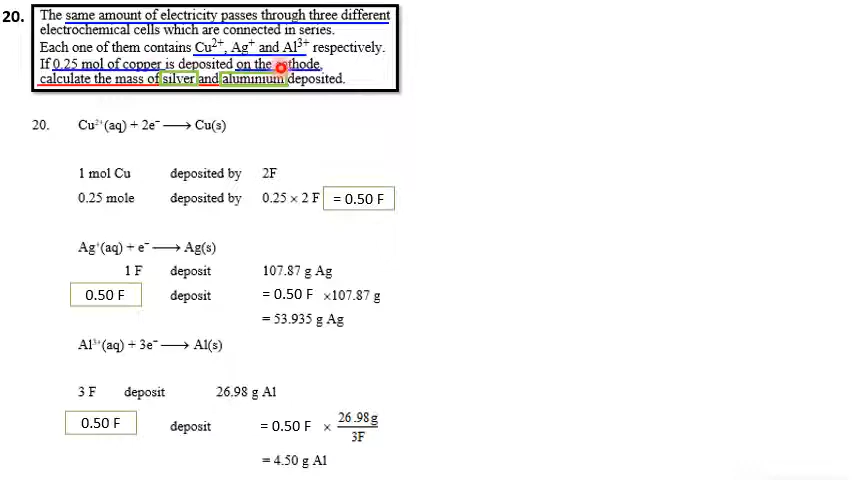 20. The same amount of electricity passes through three different
electrochemical cells which are connected in series.
Each one of them contains Cu²⁺, Ag⁺ and Al³⁺ respectively.
If 0.25 mol of copper is deposited on the cathode,
calculate the mass of silver and aluminium deposited.
20. Cu²⁺(aq) + 2e⁻ ⟶ Cu(s)
1 mol Cu deposited by 2F
0.25 mole deposited by 0.25 × 2 F = 0.50 F
Ag⁺(aq) + e⁻ ⟶ Ag(s)
1 F deposit 107.87 g Ag
0.50 F deposit = 0.50 F ×107.87 g
= 53.935 g Ag
Al³⁺(aq) + 3e⁻ ⟶ Al(s)
3 F deposit 26.98 g Al
0.50 F deposit = 0.50 F × 26.98g
3F
= 4.50 g Al